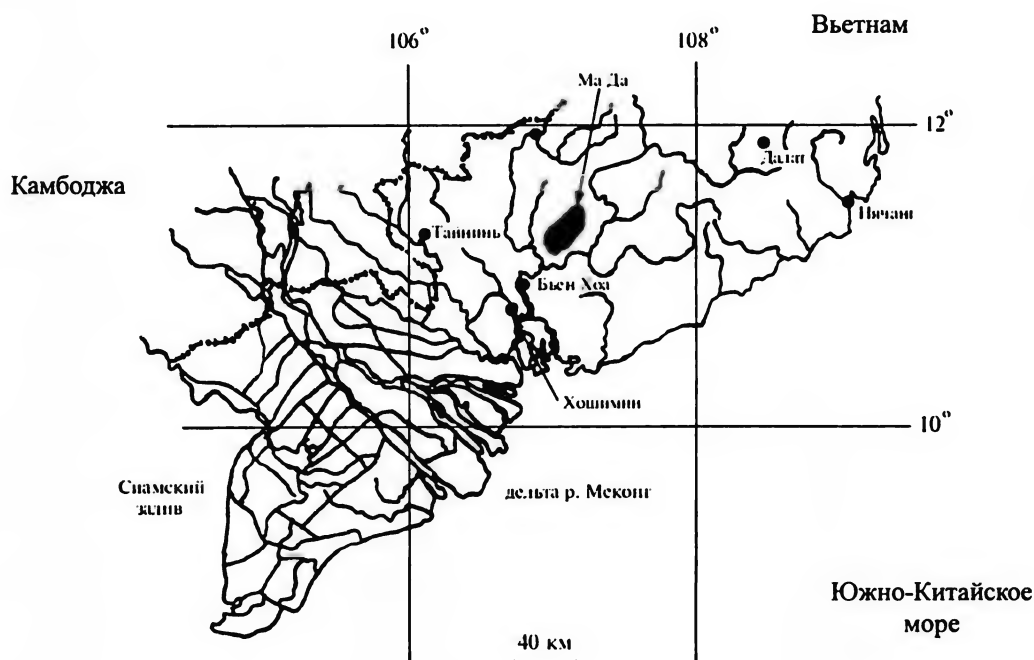 Вьетнам
106°
108°
Ма Да
12°
Далат
Камбоджа
Нячанг
Тайнинь
Бьен Хоа
Хошимин
10°
Сиамский
залив
дельта р. Меконг
Южно-Китайское
море
40 км